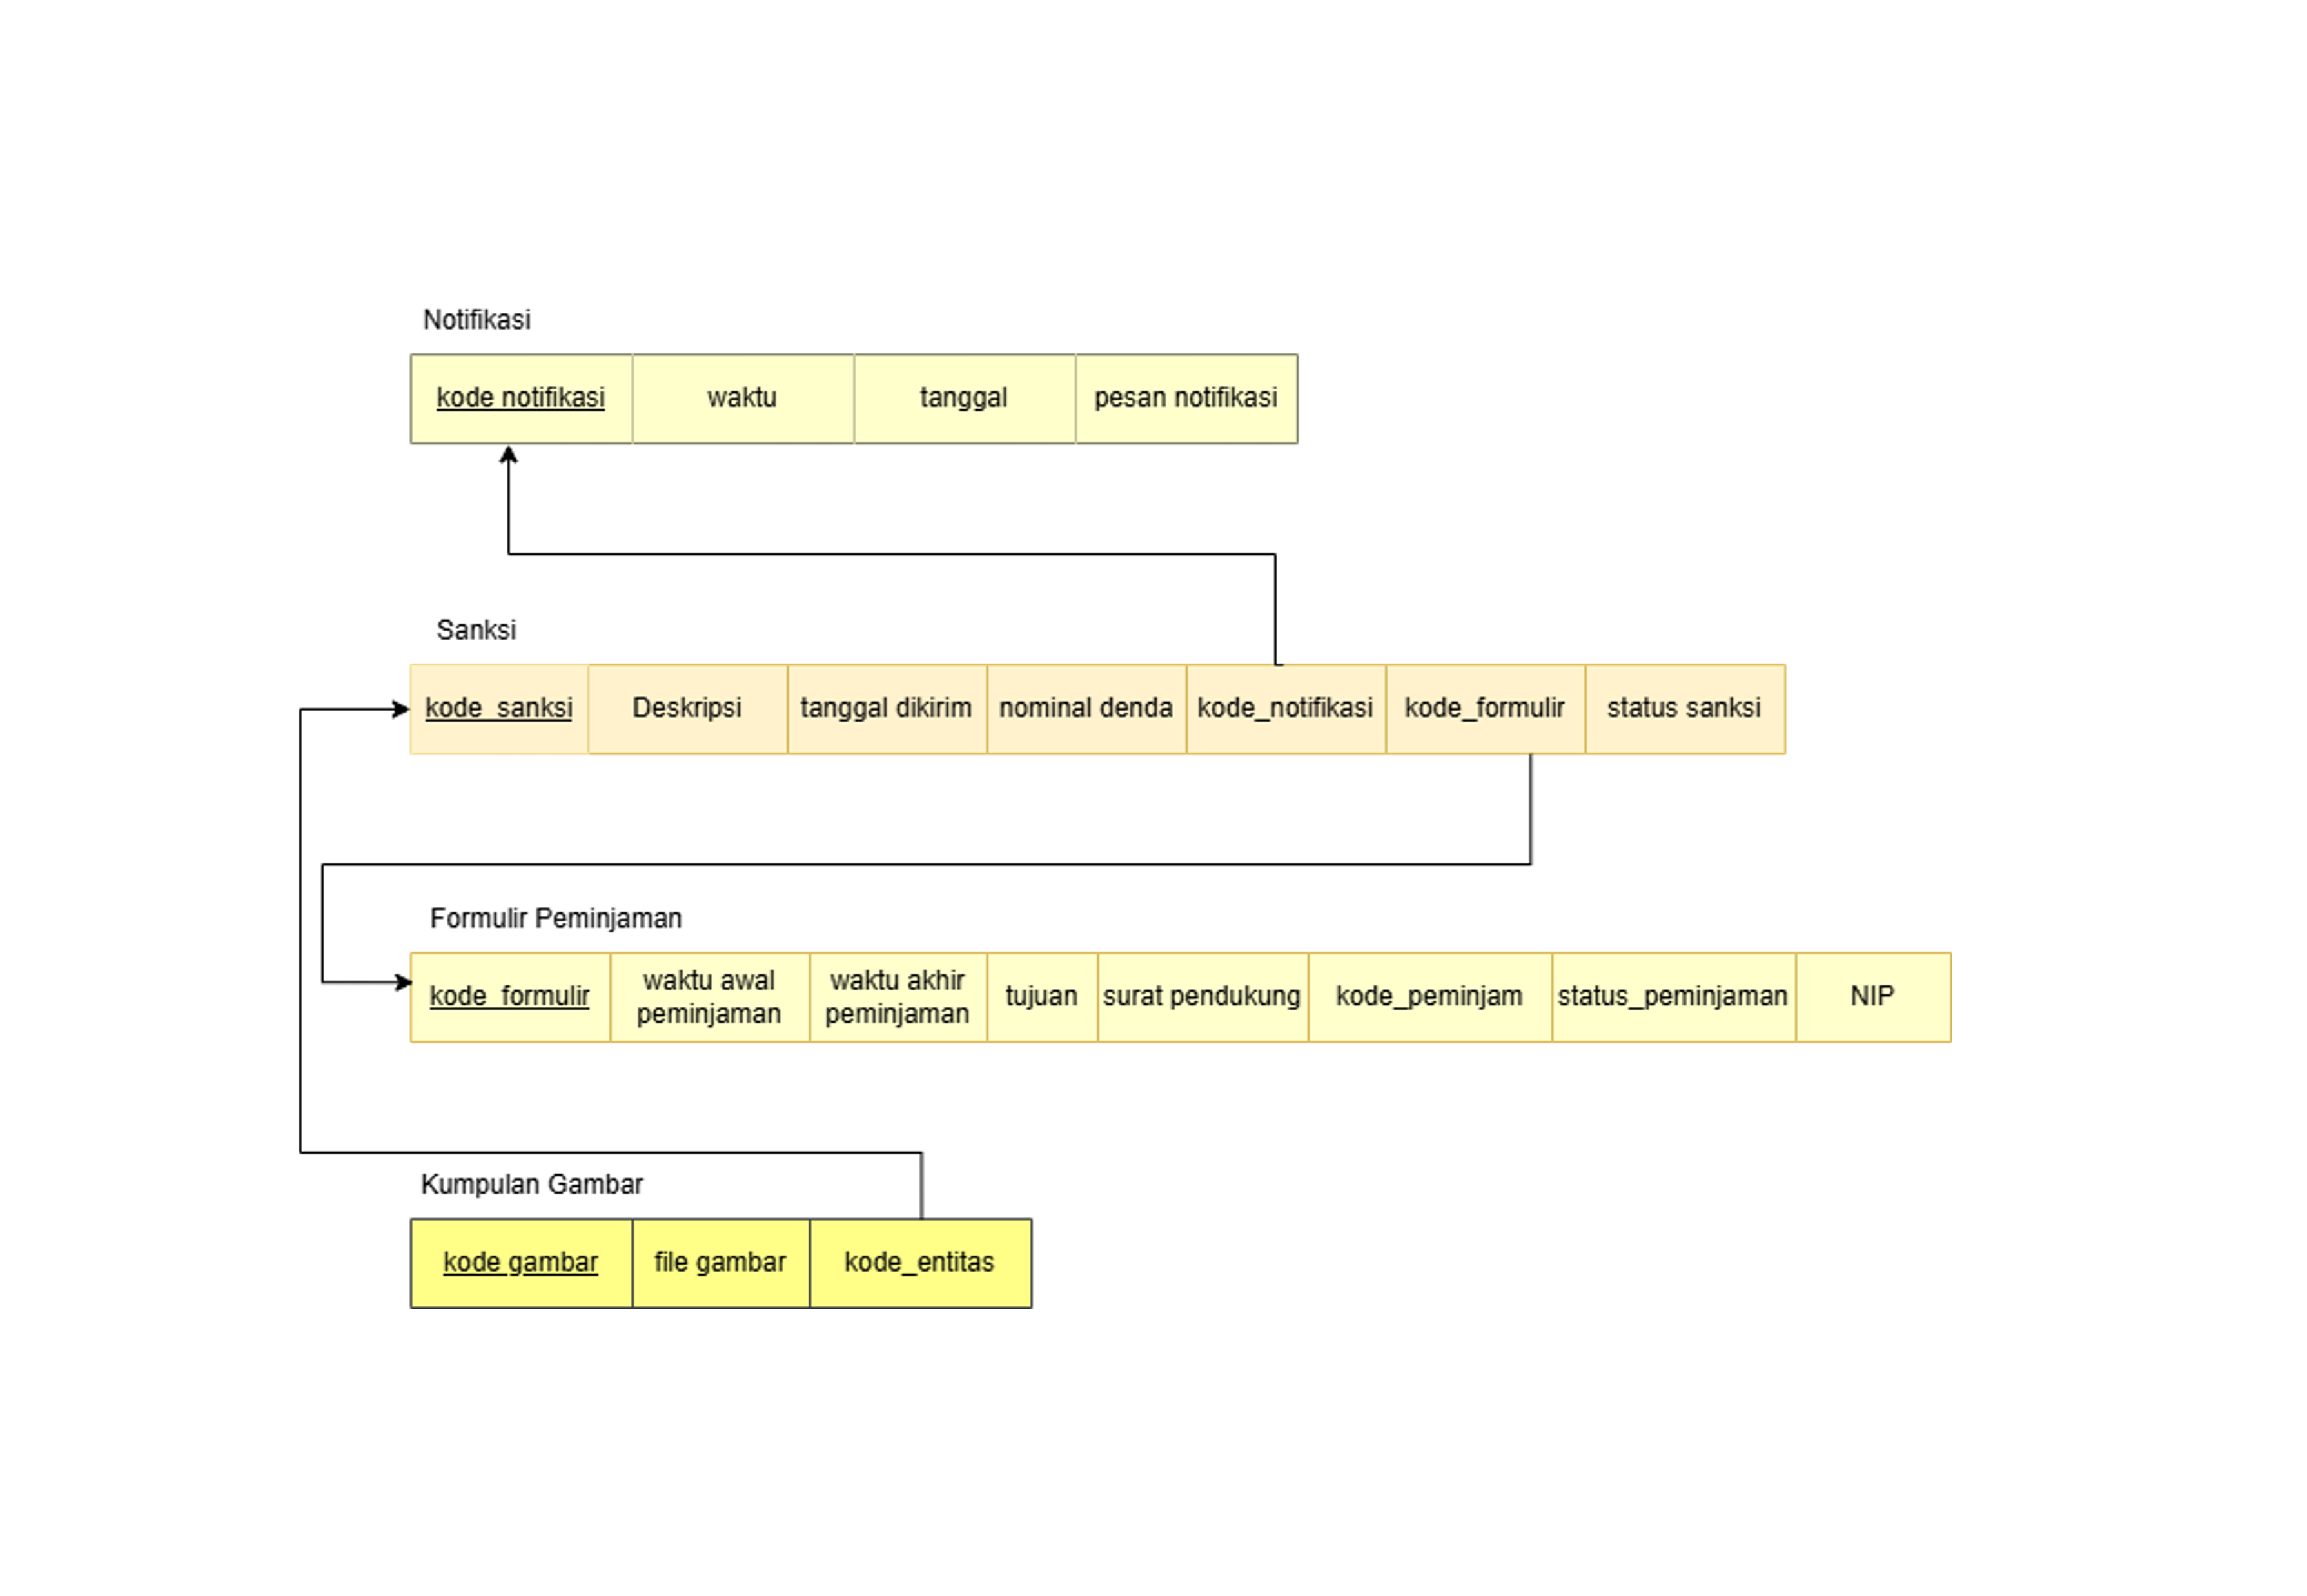 Notifikasi
kode notifikasi waktu tanggal pesan notifikasi
Sanksi
kode_sanksi Deskripsi tanggal dikirim nominal denda kode_notifikasi kode_formulir status sanksi
Formulir Peminjaman
kode_formulir waktu awal peminjaman waktu akhir peminjaman tujuan surat pendukung kode_peminjam status_peminjaman NIP
Kumpulan Gambar
kode gambar file gambar kode_entitas